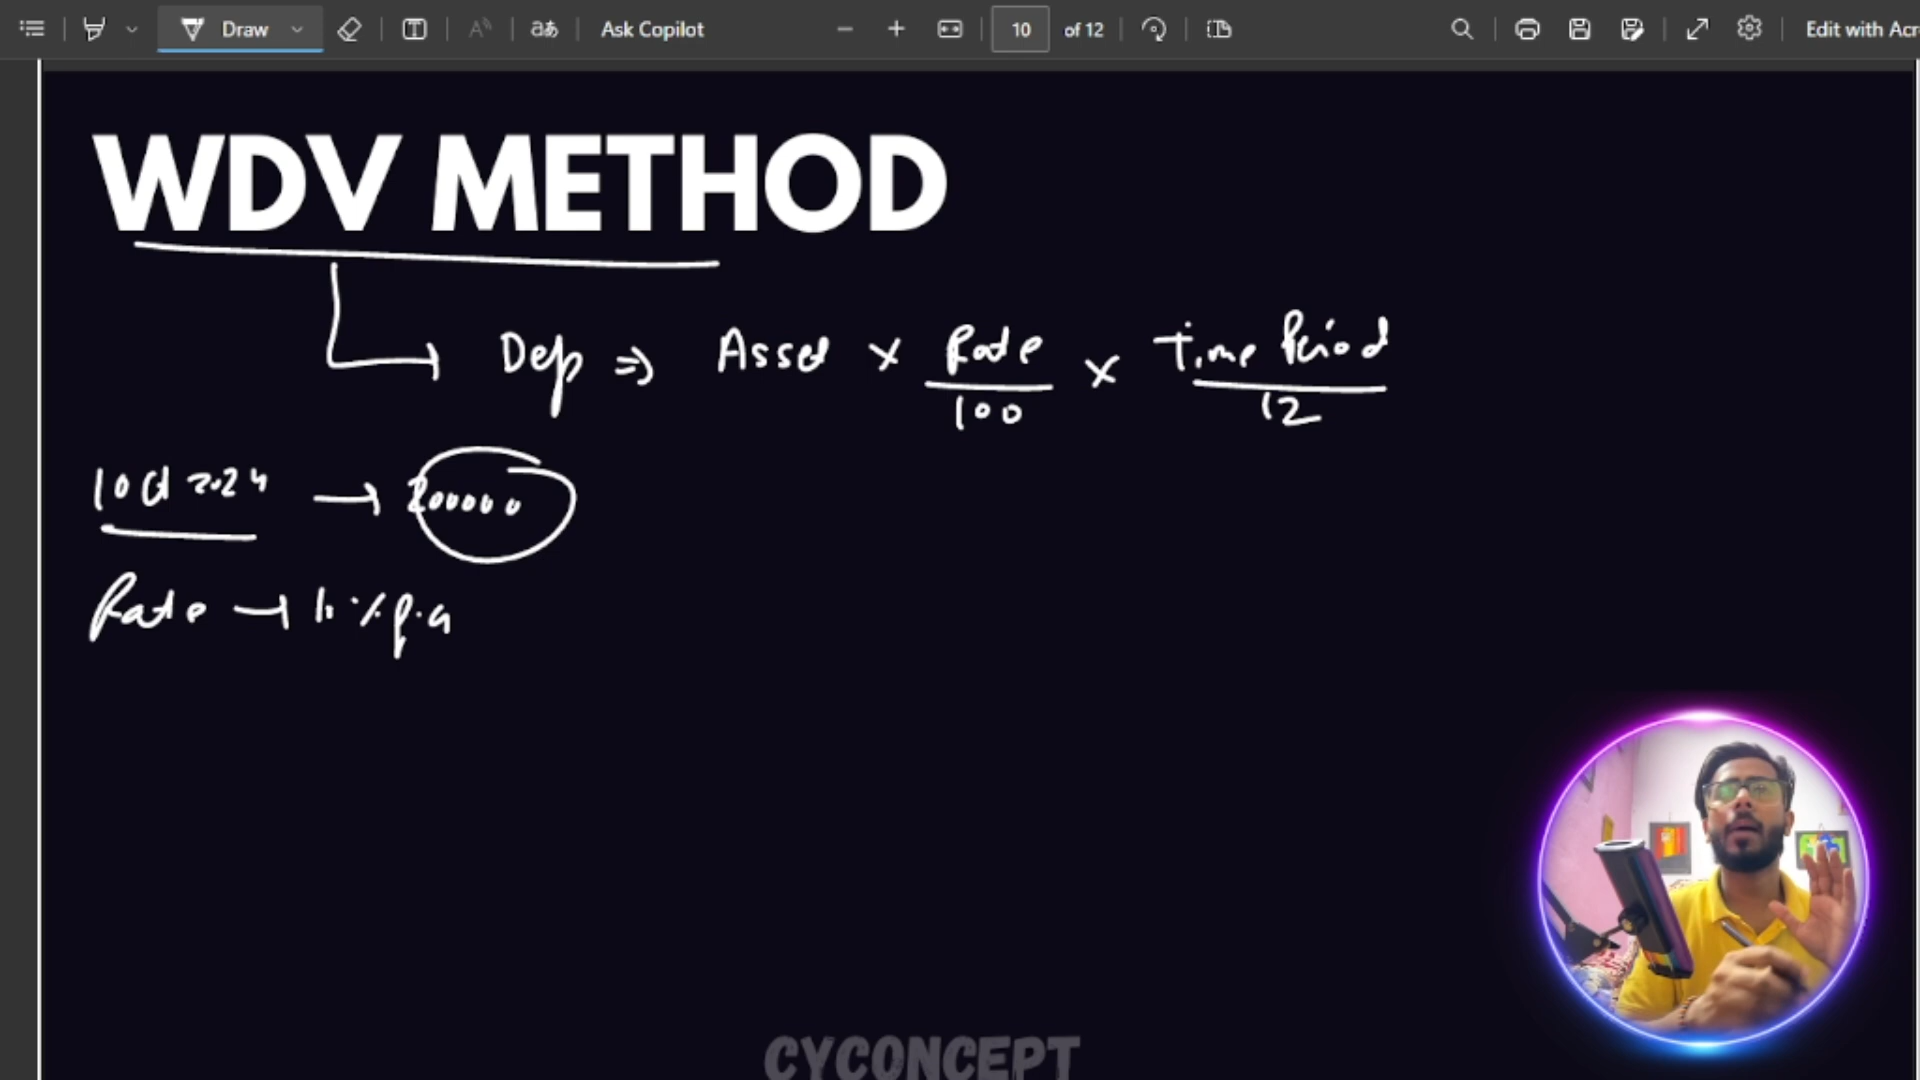 Draw Ask Copilot 10 of 12 Edit with Acr
WDV METHOD
Dep ⇒ Asset × Rate/100 × Time Period/12
1 Oct 2024 → 200000
Rate → 10% p.a
CYCONCEPT